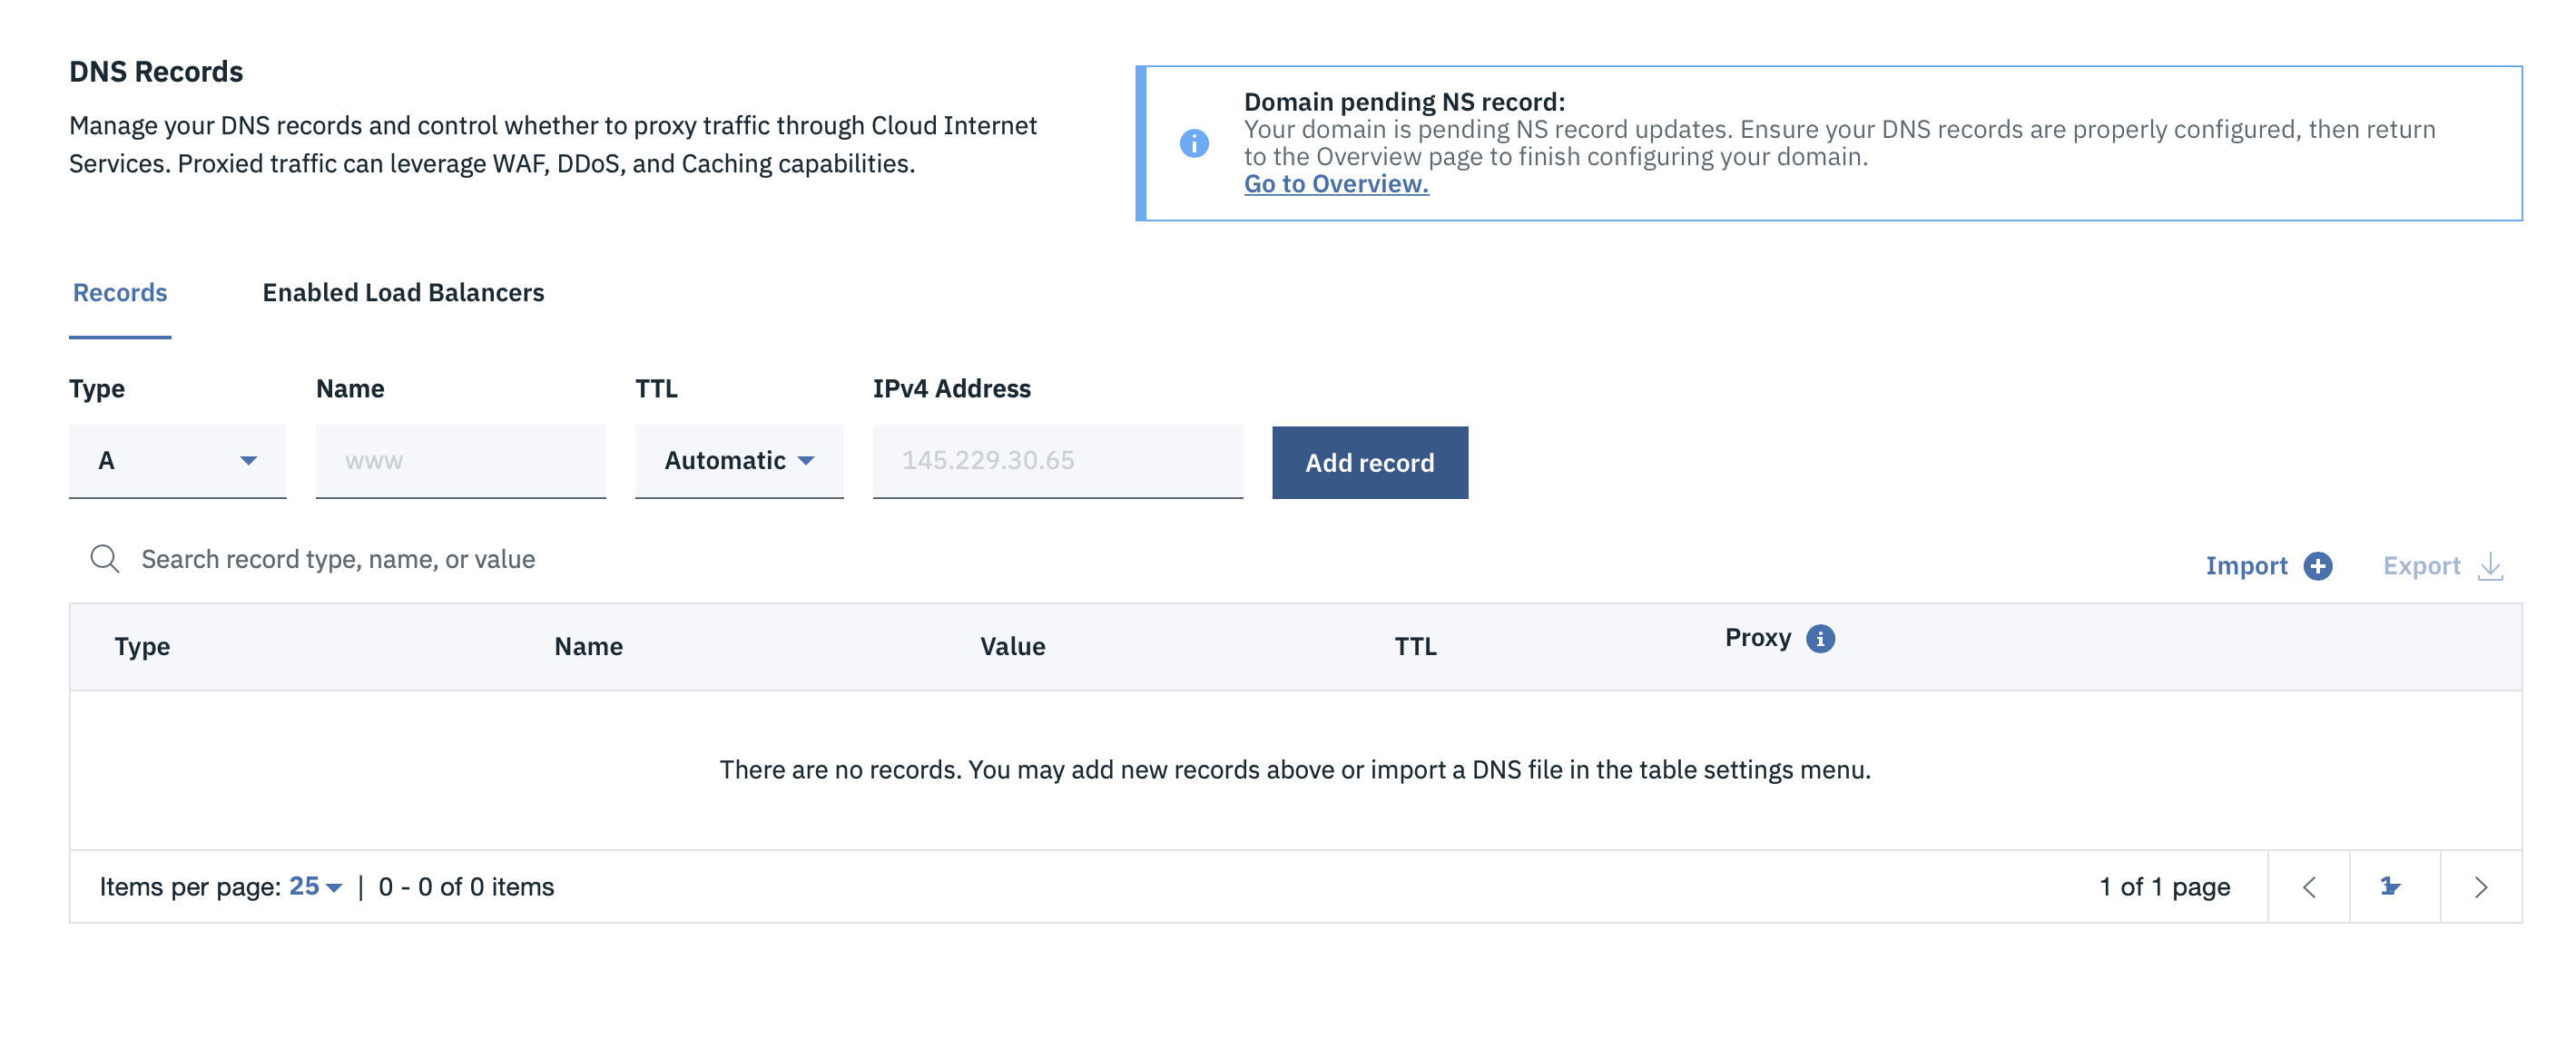 DNS Records
Manage your DNS records and control whether to proxy traffic through Cloud Internet
Services. Proxied traffic can leverage WAF, DDoS, and Caching capabilities.
Domain pending NS record:
Your domain is pending NS record updates. Ensure your DNS records are properly configured, then return
to the Overview page to finish configuring your domain.
Go to Overview.
Records Enabled Load Balancers
Type Name TTL IPv4 Address
A www Automatic 145.229.30.65 Add record
Search record type, name, or value
Import Export
Type Name Value TTL Proxy
There are no records. You may add new records above or import a DNS file in the table settings menu.
Items per page: 25 | 0 - 0 of 0 items 1 of 1 page 1